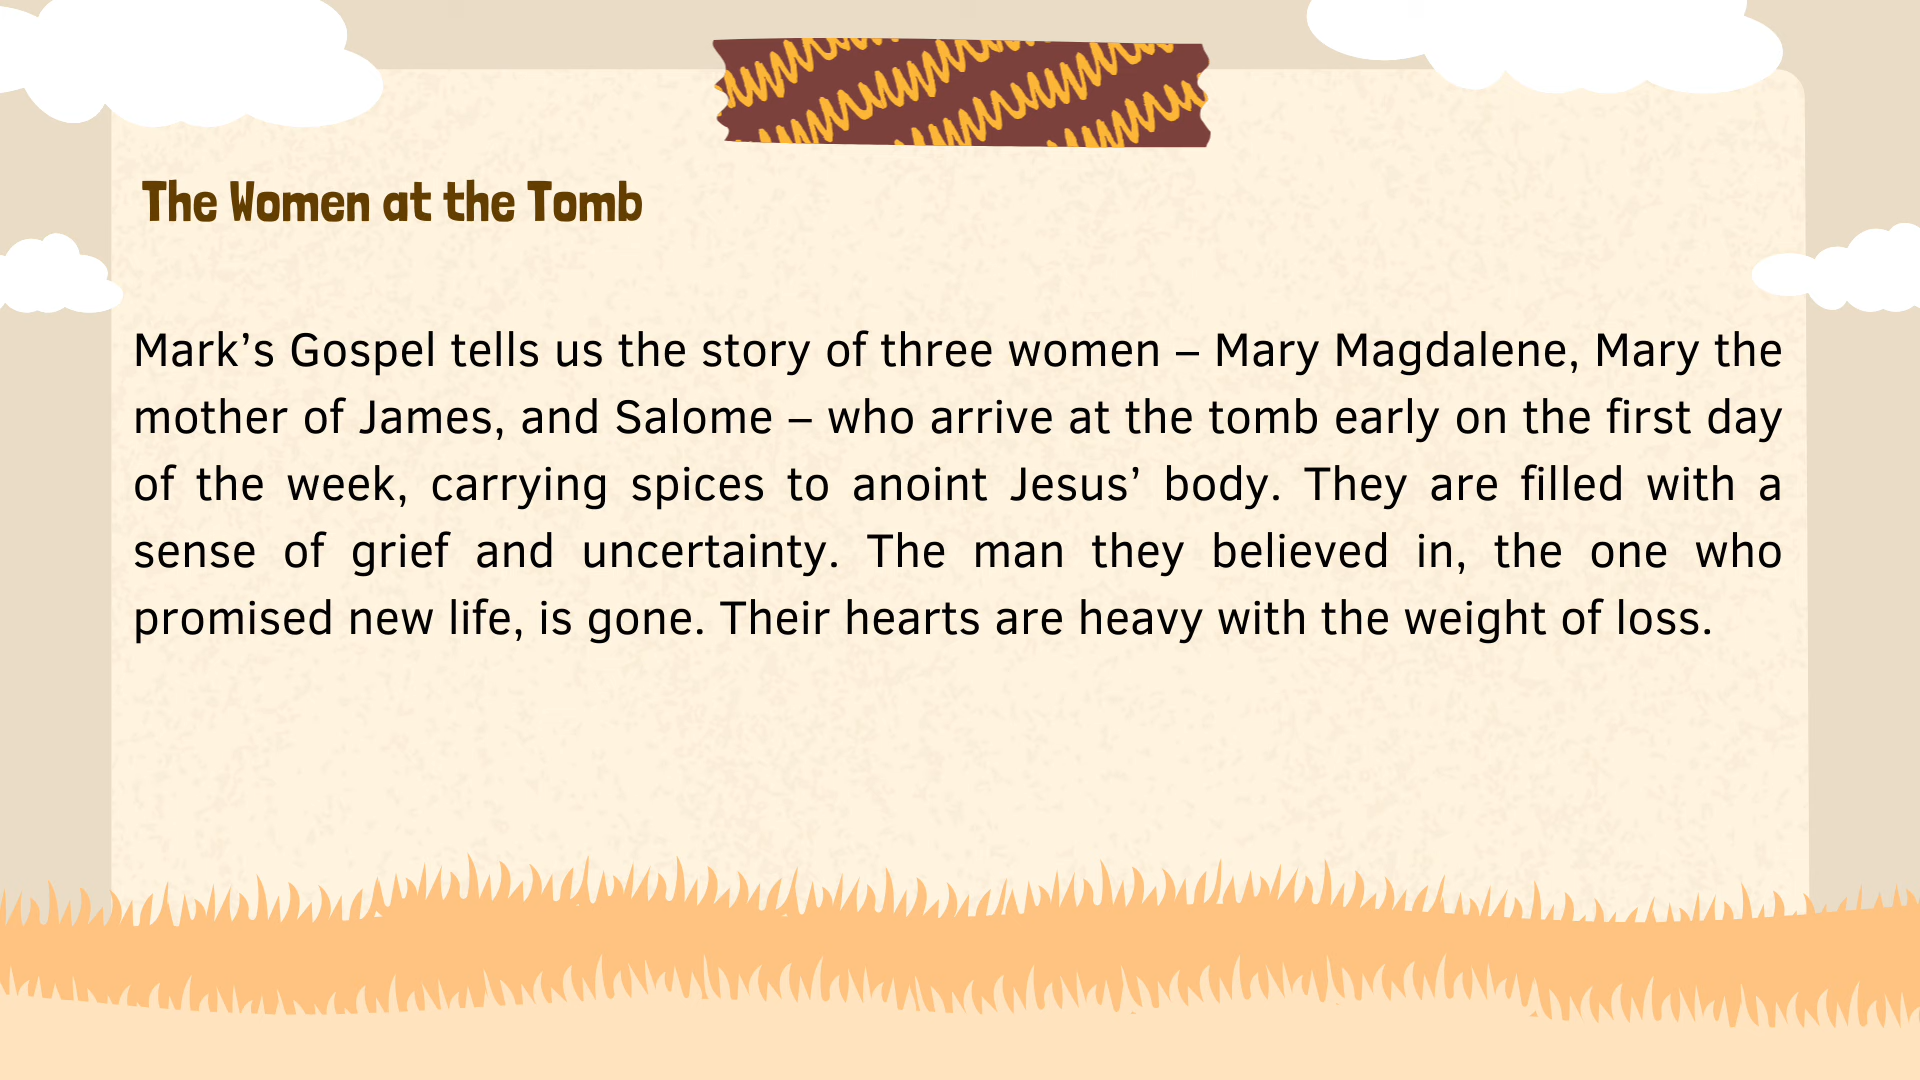 The Women at the Tomb
Mark’s Gospel tells us the story of three women – Mary Magdalene, Mary the
mother of James, and Salome – who arrive at the tomb early on the first day
of the week, carrying spices to anoint Jesus’ body. They are filled with a
sense of grief and uncertainty. The man they believed in, the one who
promised new life, is gone. Their hearts are heavy with the weight of loss.